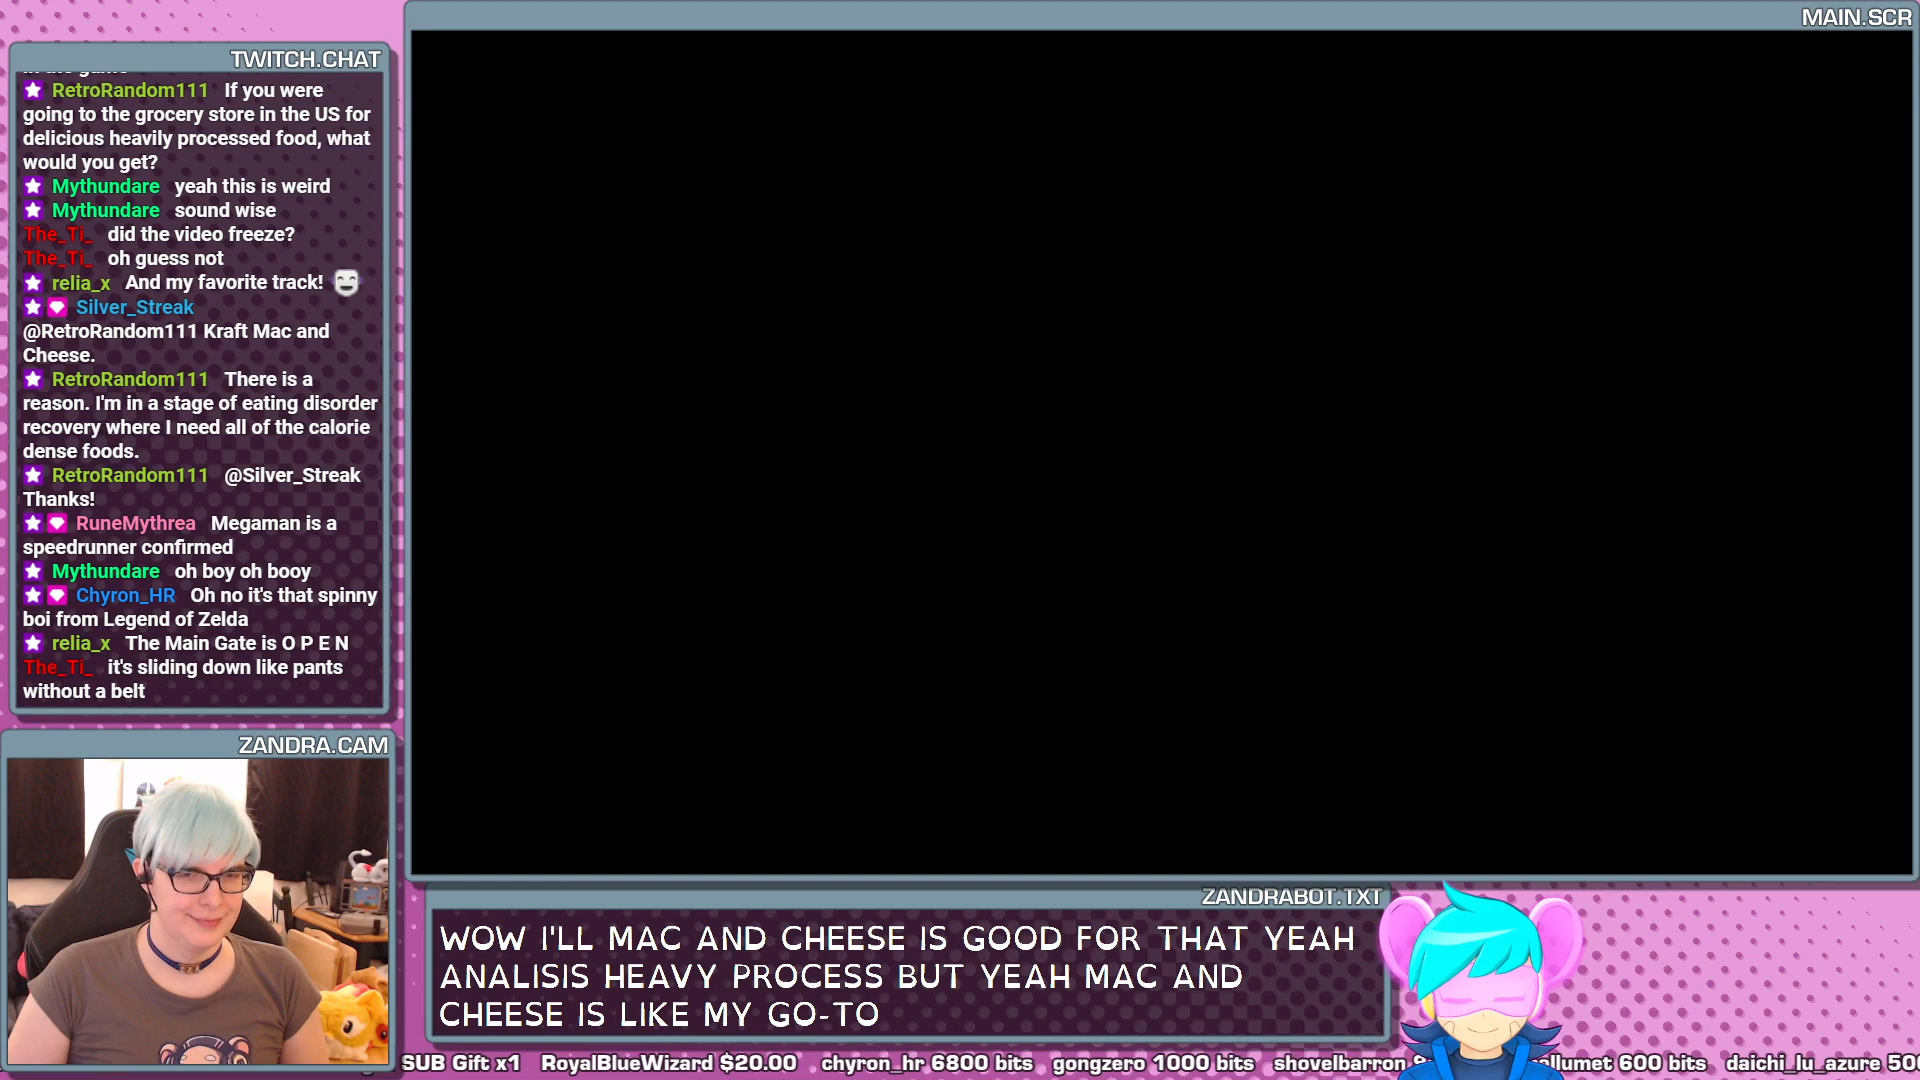 MAIN.SCR
TWITCH.CHAT
RetroRandom111 If you were
going to the grocery store in the US for
delicious heavily processed food, what
would you get?
Mythundare yeah this is weird
Mythundare sound wise
The_Ti_ did the video freeze?
The_Ti_ oh guess not
relia_x And my favorite track!
Silver_Streak
@RetroRandom111 Kraft Mac and
Cheese.
RetroRandom111 There is a
reason. I'm in a stage of eating disorder
recovery where I need all of the calorie
dense foods.
RetroRandom111 @Silver_Streak
Thanks!
RuneMythrea Megaman is a
speedrunner confirmed
Mythundare oh boy oh booy
Chyron_HR Oh no it's that spinny
boi from Legend of Zelda
relia_x The Main Gate is O P E N
The_Ti_ it's sliding down like pants
without a belt
ZANDRA.CAM
ZANDRABOT.TXT
WOW I'LL MAC AND CHEESE IS GOOD FOR THAT YEAH
ANALISIS HEAVY PROCESS BUT YEAH MAC AND
CHEESE IS LIKE MY GO-TO
SUB Gift x1 RoyalBlueWizard $20.00 chyron_hr 6800 bits gongzero 1000 bits shovelbarron 600 bits daichi_lu_azure